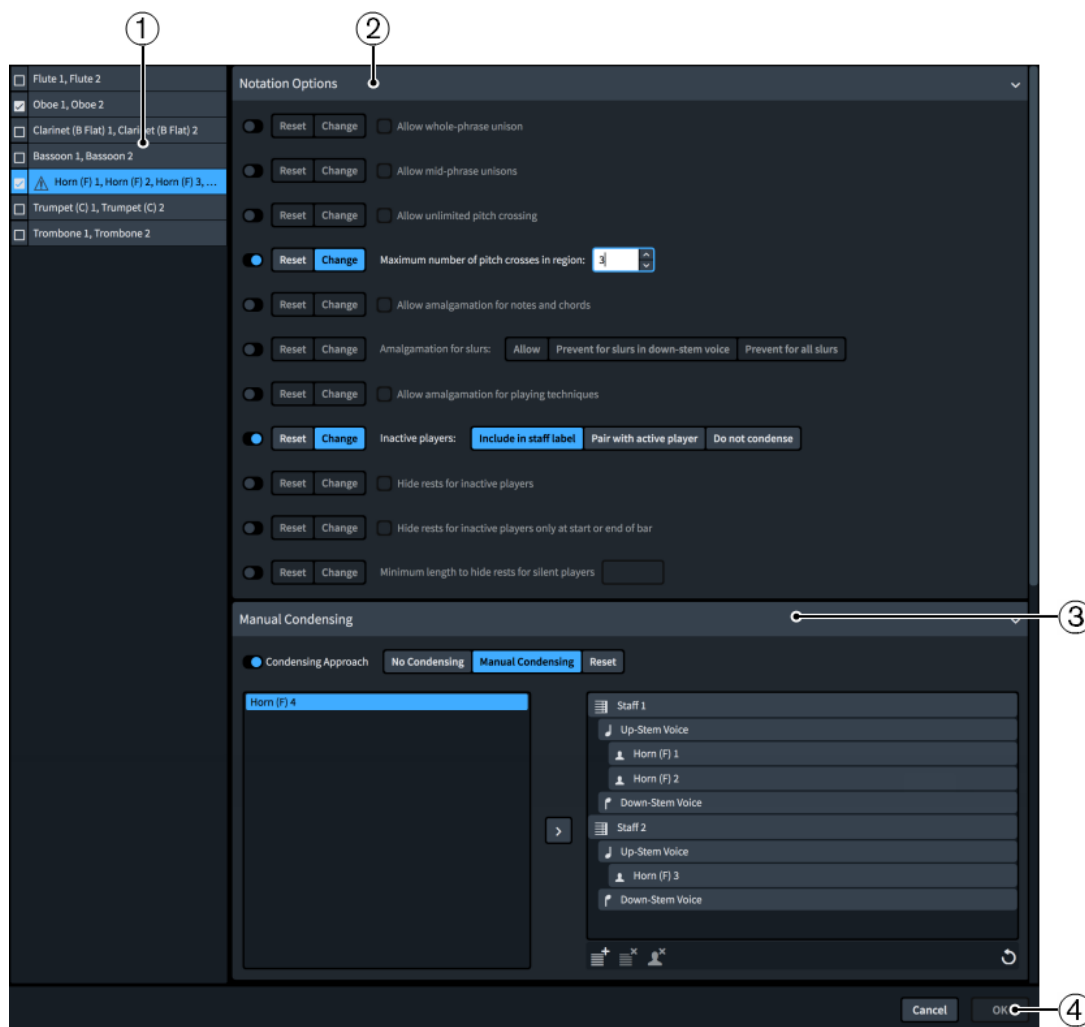 1
2
Flute 1, Flute 2
Oboe 1, Oboe 2
Clarinet (B Flat) 1, Clarinet (B Flat) 2
Bassoon 1, Bassoon 2
Horn (F) 1, Horn (F) 2, Horn (F) 3, ...
Trumpet (C) 1, Trumpet (C) 2
Trombone 1, Trombone 2
Notation Options
Reset Change Allow whole-phrase unison
Reset Change Allow mid-phrase unisons
Reset Change Allow unlimited pitch crossing
Reset Change Maximum number of pitch crosses in region: 3
Reset Change Allow amalgamation for notes and chords
Reset Change Amalgamation for slurs: Allow Prevent for slurs in down-stem voice Prevent for all slurs
Reset Change Allow amalgamation for playing techniques
Reset Change Inactive players: Include in staff label Pair with active player Do not condense
Reset Change Hide rests for inactive players
Reset Change Hide rests for inactive players only at start or end of bar
Reset Change Minimum length to hide rests for silent players
Manual Condensing
3
Condensing Approach No Condensing Manual Condensing Reset
Horn (F) 4
Staff 1
Up-Stem Voice
Horn (F) 1
Horn (F) 2
Down-Stem Voice
Staff 2
Up-Stem Voice
Horn (F) 3
Down-Stem Voice
Cancel OK
4